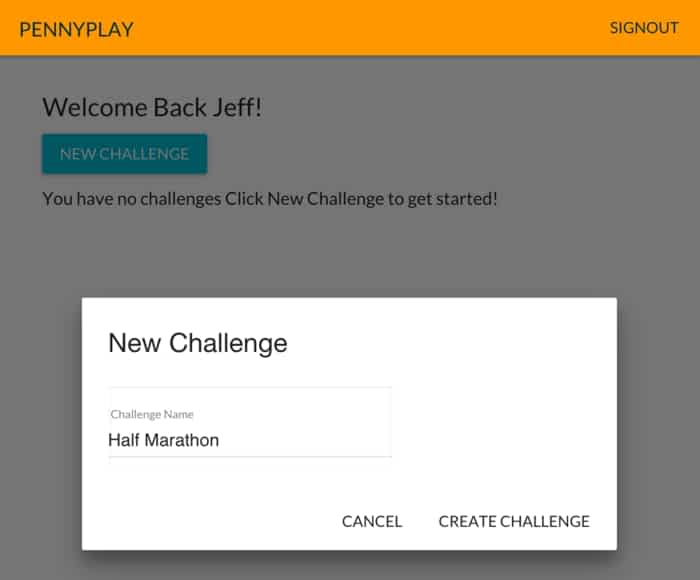 PENNYPLAY
SIGNOUT
Welcome Back Jeff!
NEW CHALLENGE
You have no challenges Click New Challenge to get started!
New Challenge
Challenge Name
Half Marathon
CANCEL
CREATE CHALLENGE